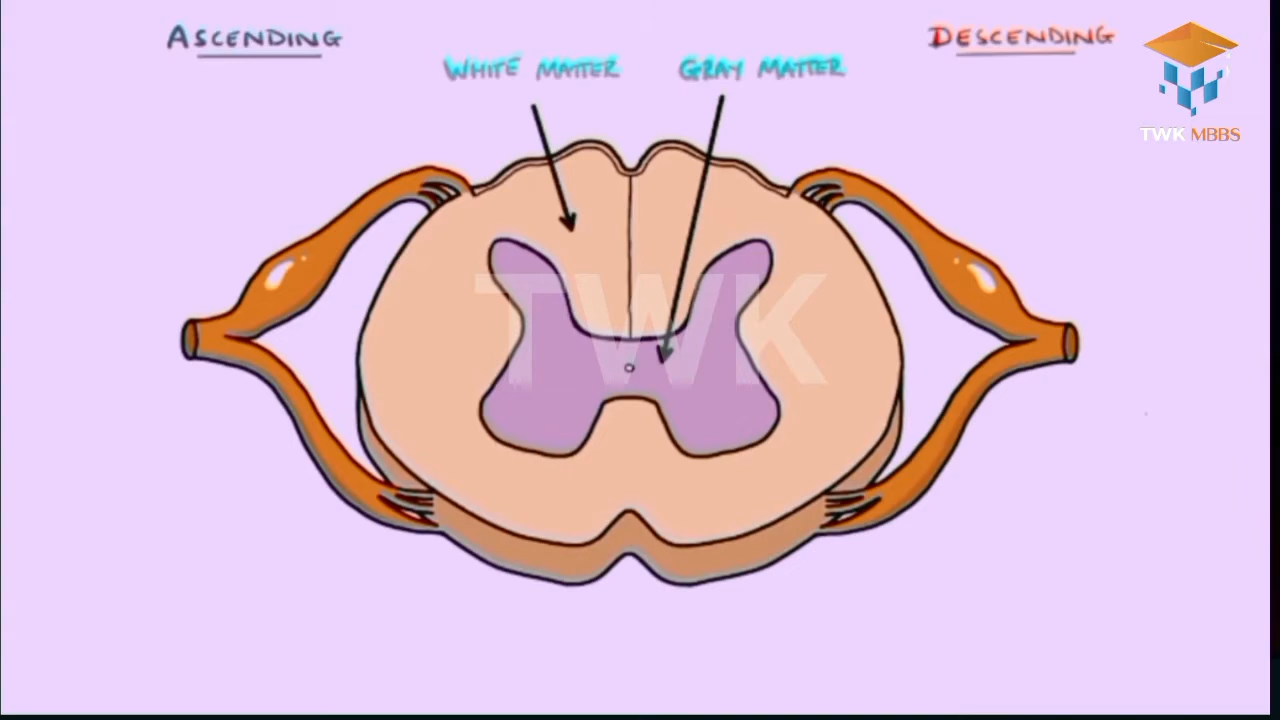 ASCENDING
DESCENDING
WHITE MATTER
GRAY MATTER
TWK MBBS
TWK